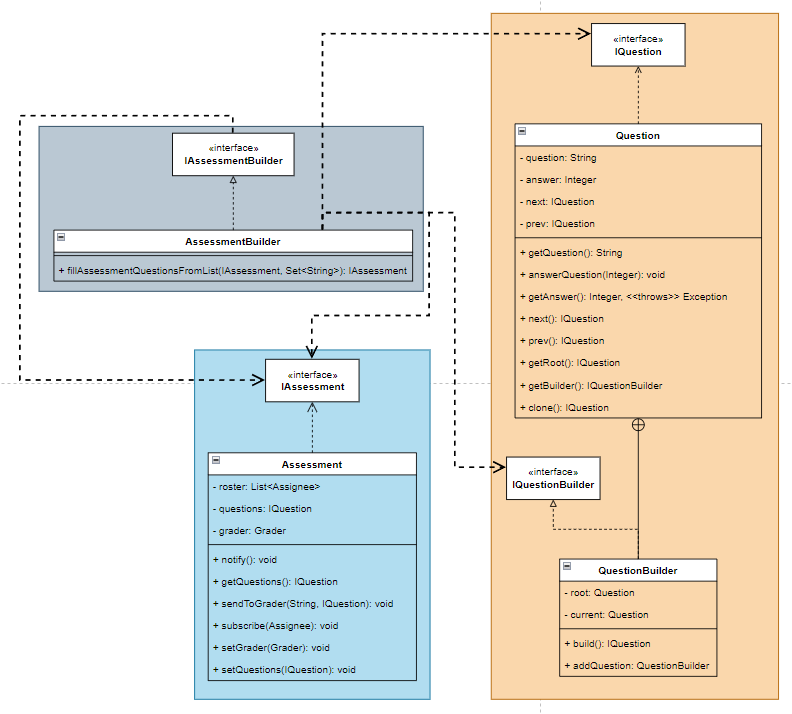 «interface»
IQuestion
Question
- question: String
- answer: Integer
- next: IQuestion
- prev: IQuestion
+ getQuestion(): String
+ answerQuestion(Integer): void
+ getAnswer(): Integer, <<throws>> Exception
+ next(): IQuestion
+ prev(): IQuestion
+ getRoot(): IQuestion
+ getBuilder(): IQuestionBuilder
+ clone(): IQuestion
«interface»
IAssessmentBuilder
AssessmentBuilder
+ fillAssessmentQuestionsFromList(IAssessment, Set<String>): IAssessment
«interface»
IAssessment
Assessment
- roster: List<Assignee>
- questions: IQuestion
- grader: Grader
+ notify(): void
+ getQuestions(): IQuestion
+ sendToGrader(String, IQuestion): void
+ subscribe(Assignee): void
+ setGrader(Grader): void
+ setQuestions(IQuestion): void
«interface»
IQuestionBuilder
QuestionBuilder
- root: Question
- current: Question
+ build(): IQuestion
+ addQuestion: QuestionBuilder